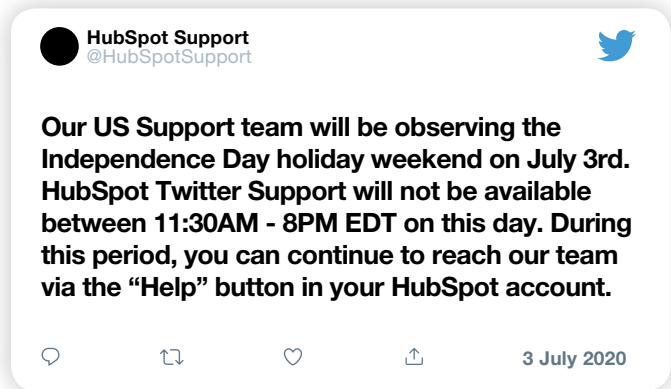 HubSpot Support
@HubSpotSupport
Our US Support team will be observing the
Independence Day holiday weekend on July 3rd.
HubSpot Twitter Support will not be available
between 11:30AM - 8PM EDT on this day. During
this period, you can continue to reach our team
via the “Help” button in your HubSpot account.
3 July 2020